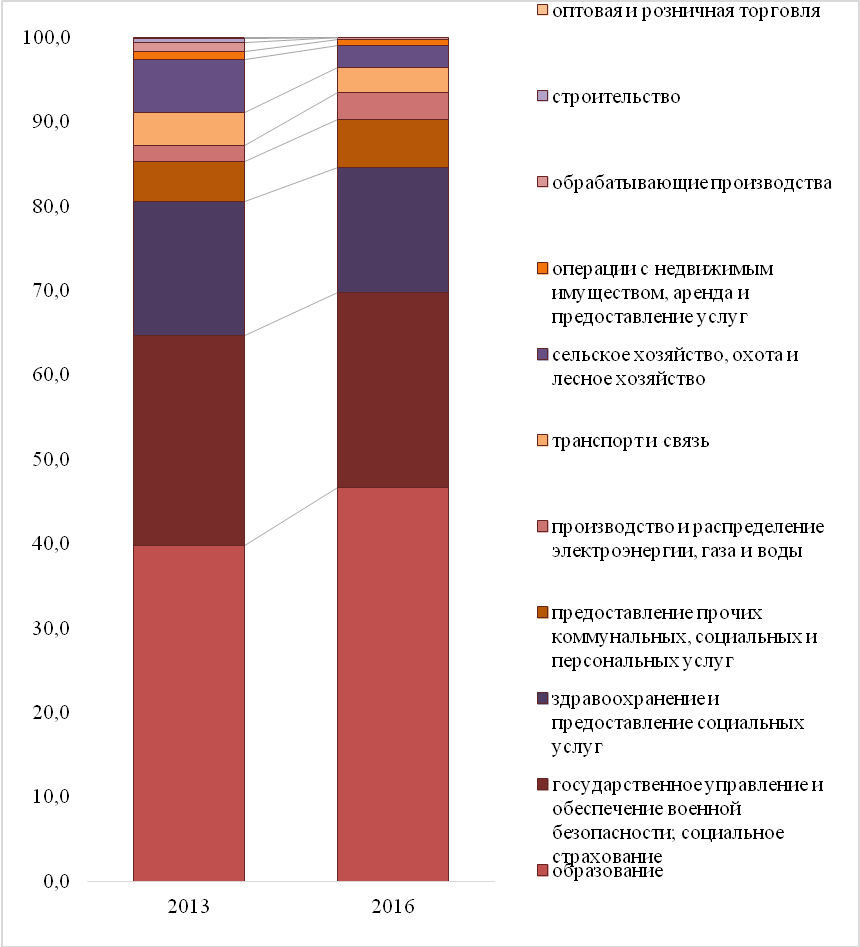 100,0
90,0
80,0
70,0
60,0
50,0
40,0
30,0
20,0
10,0
0,0
2013
2016
оптовая и розничная торговля
строительство
обрабатывающие производства
операции с недвижимым
имуществом, аренда и
предоставление услуг
сельское хозяйство, охота и
лесное хозяйство
транспорт и связь
производство и распределение
электроэнергии, газа и воды
предоставление прочих
коммунальных, социальных и
персональных услуг
здравоохранение и
предоставление социальных
услуг
государственное управление и
обеспечение военной
безопасности; социальное
страхование
образование